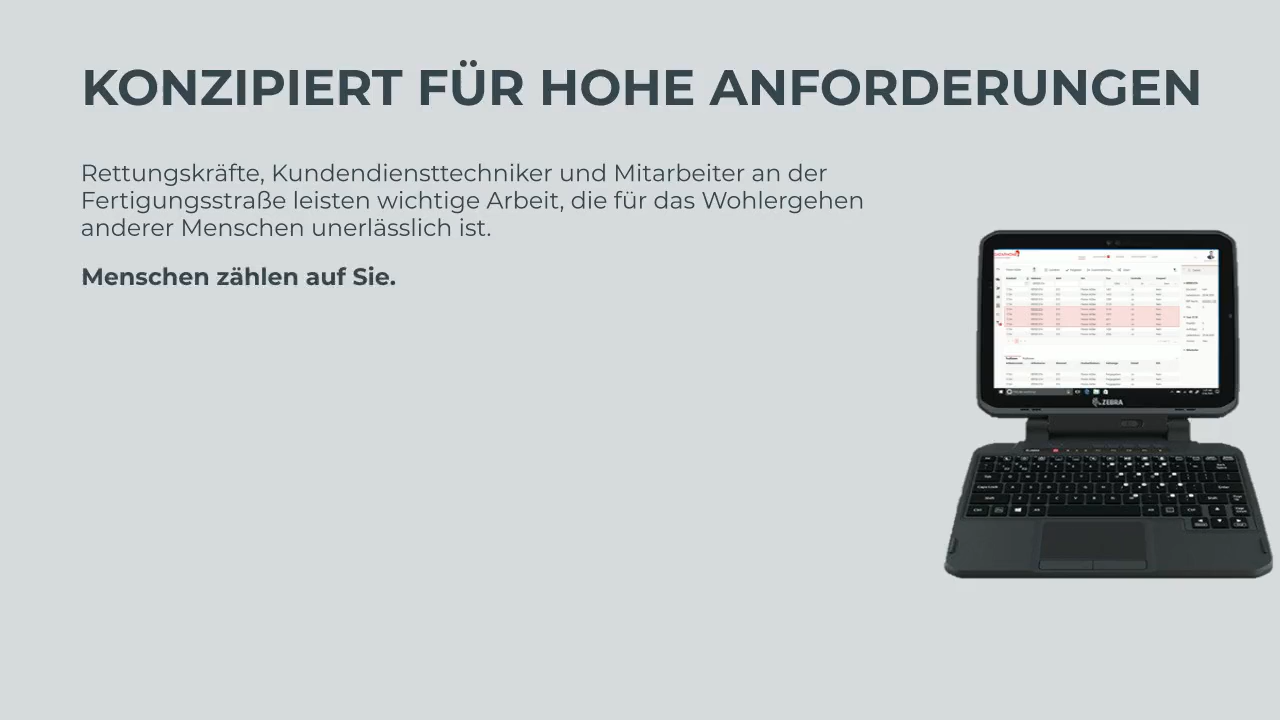 KONZIPIERT FÜR HOHE ANFORDERUNGEN
Rettungskräfte, Kundendiensttechniker und Mitarbeiter an der
Fertigungsstraße leisten wichtige Arbeit, die für das Wohlergehen
anderer Menschen unerlässlich ist.
Menschen zählen auf Sie.
ZEBRA